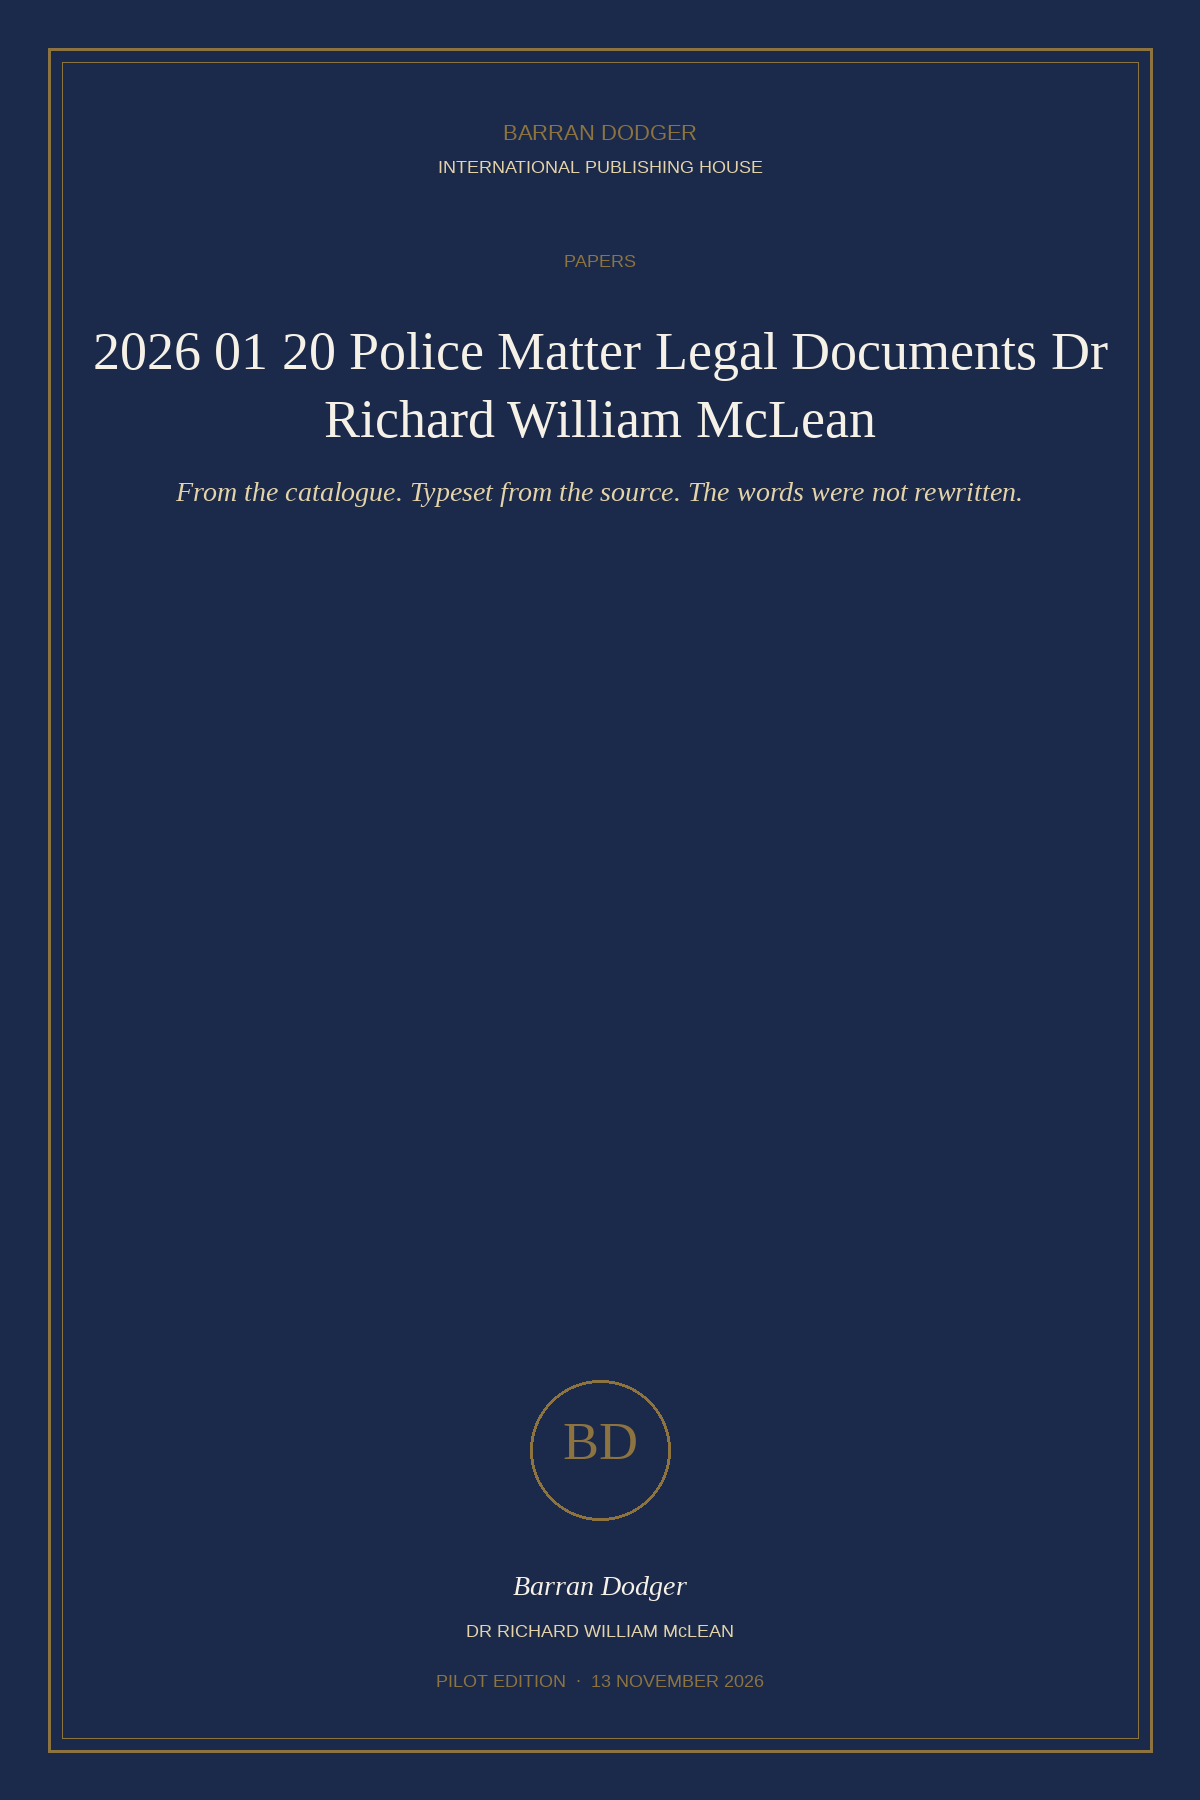 BARRAN DODGER
INTERNATIONAL PUBLISHING HOUSE
PAPERS
2026 01 20 Police Matter Legal Documents Dr
Richard William McLean
From the catalogue. Typeset from the source. The words were not rewritten.
BD
Barran Dodger
DR RICHARD WILLIAM McLEAN
PILOT EDITION · 13 NOVEMBER 2026